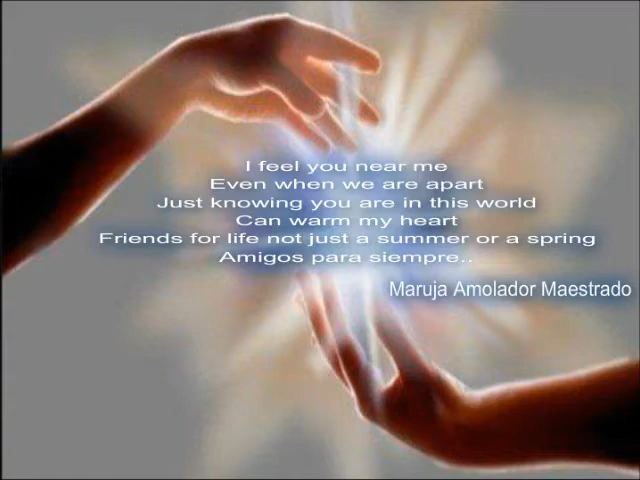 I feel you near me
Even when we are apart
Just knowing you are in this world
Can warm my heart
Friends for life not just a summer or a spring
Amigos para siempre..
Maruja Amolador Maestrado